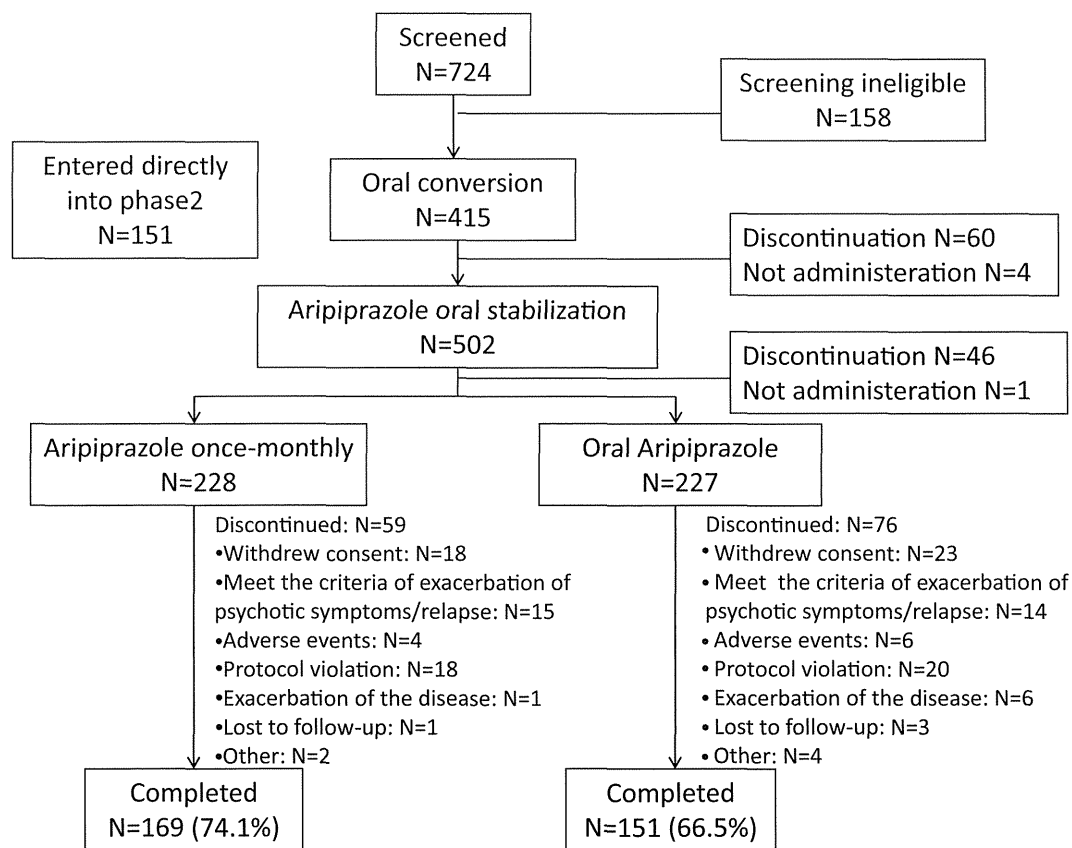 Screened
N=724
Screening ineligible
N=158
Entered directly
into phase2
N=151
Oral conversion
N=415
Discontinuation N=60
Not administeration N=4
Aripiprazole oral stabilization
N=502
Discontinuation N=46
Not administeration N=1
Aripiprazole once-monthly
N=228
Oral Aripiprazole
N=227
Discontinued: N=59
•Withdrew consent: N=18
•Meet the criteria of exacerbation of
psychotic symptoms/relapse: N=15
•Adverse events: N=4
•Protocol violation: N=18
•Exacerbation of the disease: N=1
•Lost to follow-up: N=1
•Other: N=2
Discontinued: N=76
• Withdrew consent: N=23
• Meet the criteria of exacerbation of
psychotic symptoms/relapse: N=14
• Adverse events: N=6
• Protocol violation: N=20
• Exacerbation of the disease: N=6
• Lost to follow-up: N=3
• Other: N=4
Completed
N=169 (74.1%)
Completed
N=151 (66.5%)